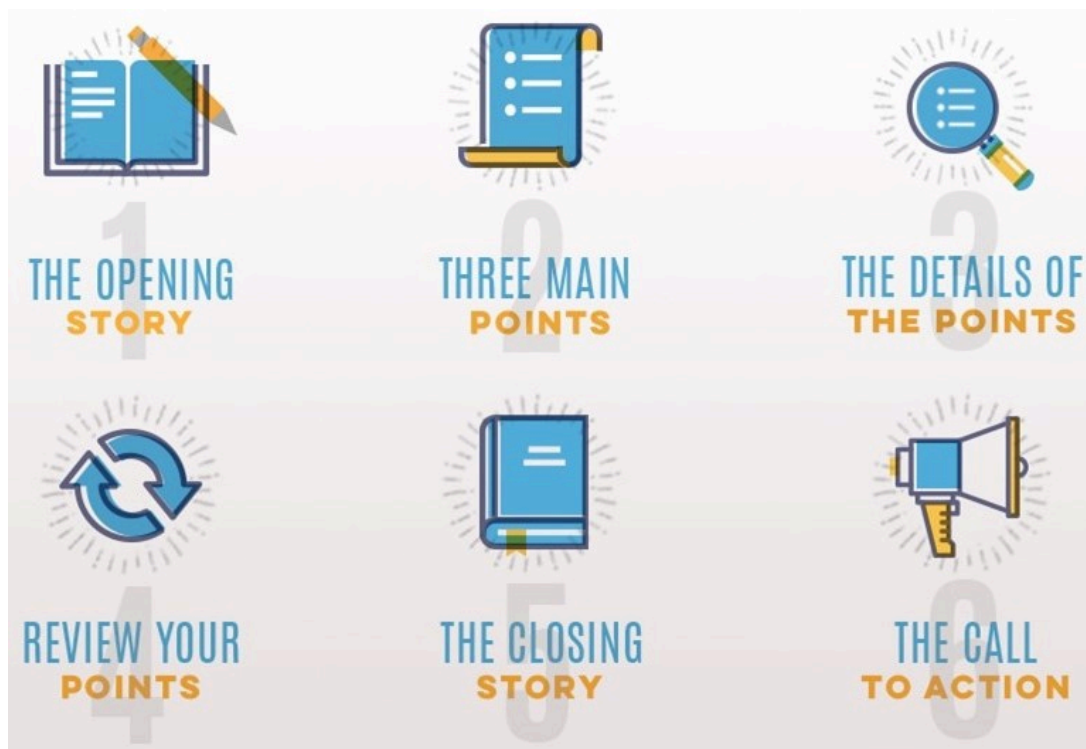 1
THE OPENING
STORY
2
THREE MAIN
POINTS
3
THE DETAILS OF
THE POINTS
4
REVIEW YOUR
POINTS
5
THE CLOSING
STORY
6
THE CALL
TO ACTION